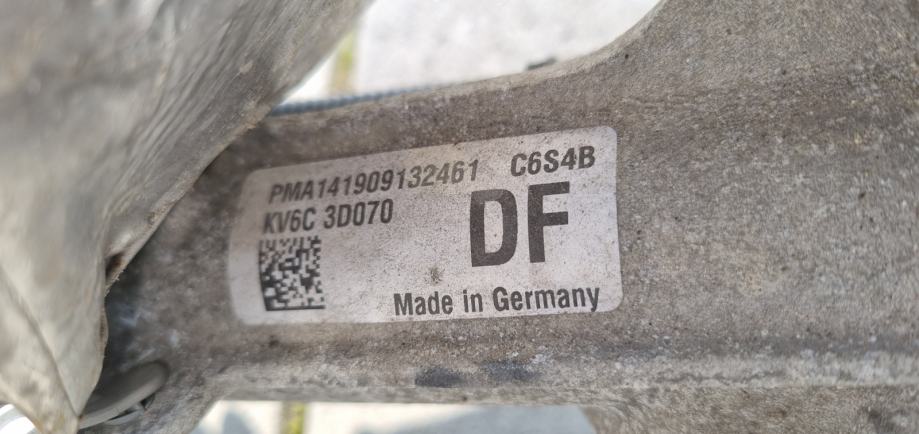 PMA141909132461 C6S4B
KV6C 3D070
DF
Made in Germany